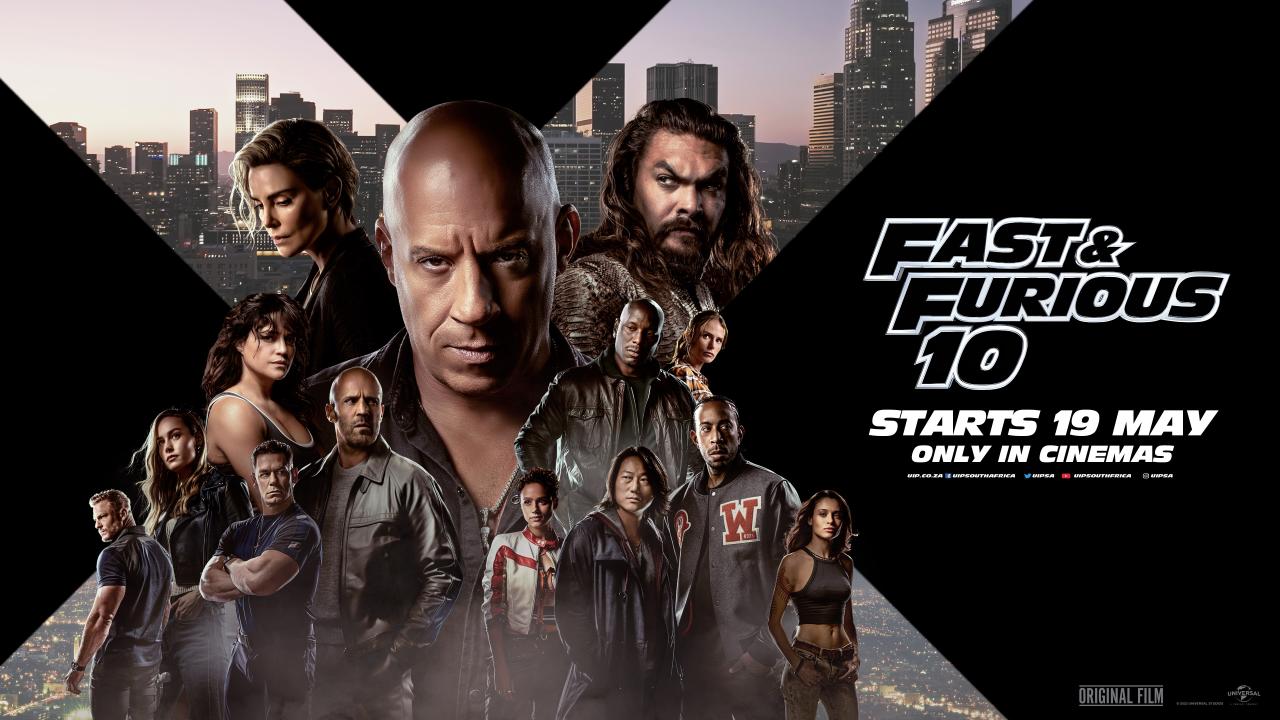 FAST &
FURIOUS
10
STARTS 19 MAY
ONLY IN CINEMAS
UIP.CO.ZA UIPSOUTHAFRICA UIPSA UIPSOUTHAFRICA UIPSA
W
ORIGINAL FILM
UNIVERSAL